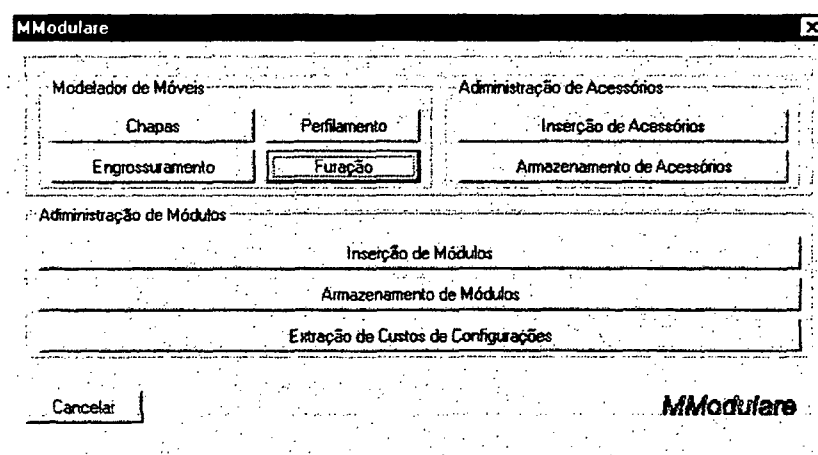 MModulare
Modelador de Móveis
Chapas
Perfilamento
Engrossuramento
Furação
Administração de Acessórios
Inserção de Acessórios
Armazenamento de Acessórios
Administração de Módulos
Inserção de Módulos
Armazenamento de Módulos
Extração de Custos de Configurações
Cancelar
MModulare